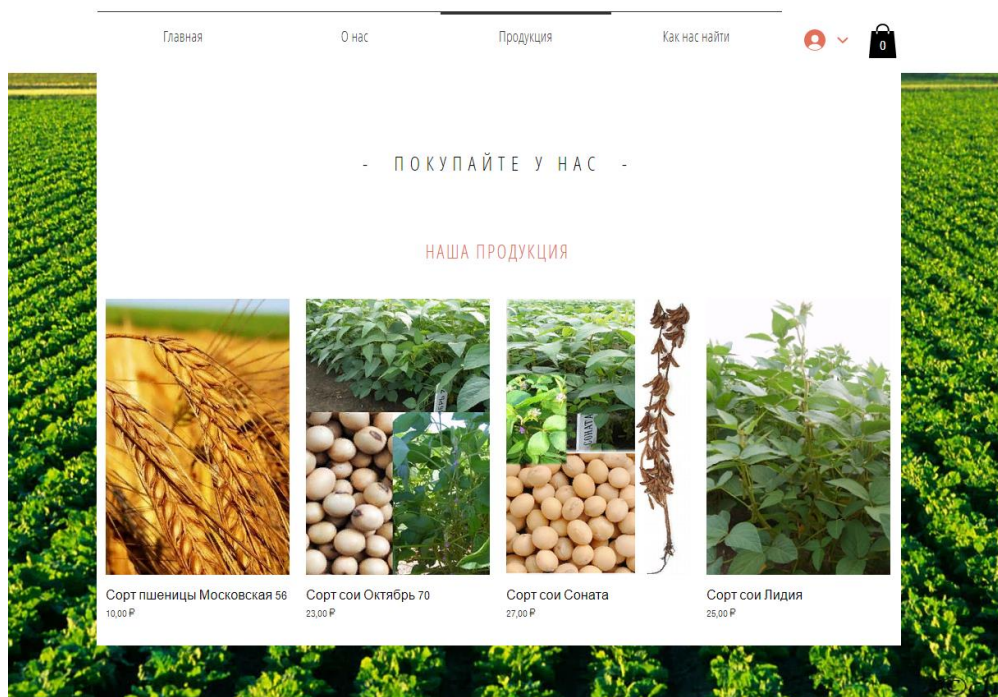 Главная
О нас
Продукция
Как нас найти
0
- ПОКУПАЙТЕ У НАС -
НАША ПРОДУКЦИЯ
СОНАТА
Сорт пшеницы Московская 56
10,00 ₽
Сорт сои Октябрь 70
23,00 ₽
Сорт сои Соната
27,00 ₽
Сорт сои Лидия
25,00 ₽